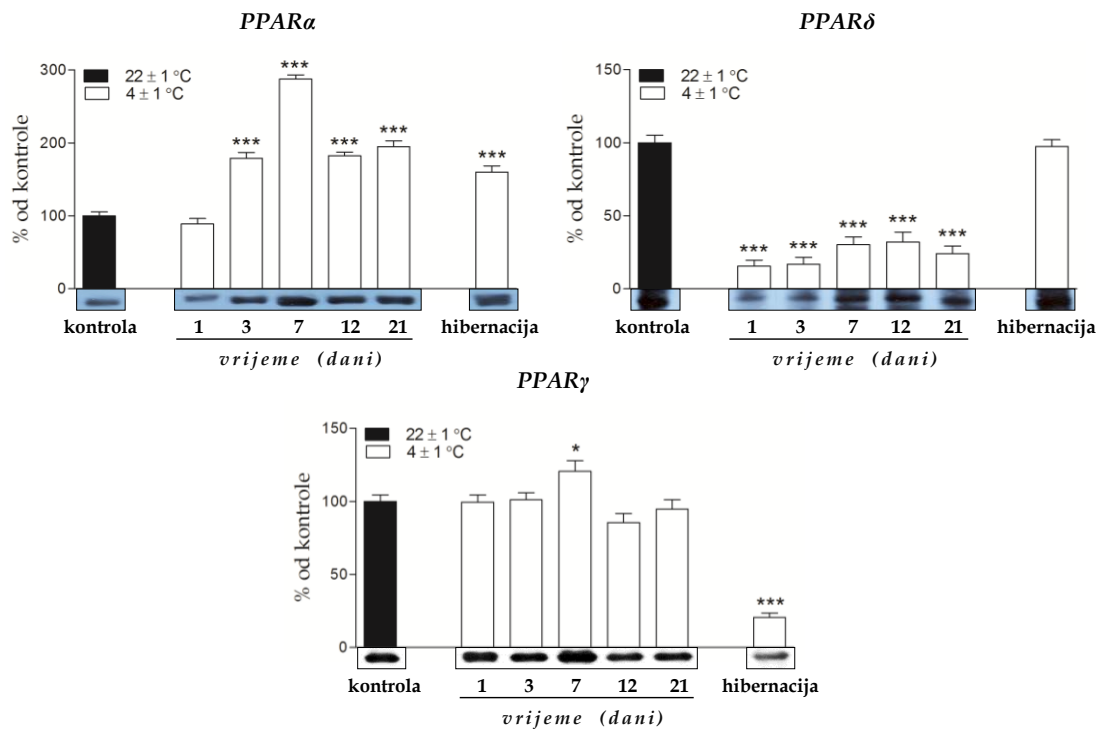 PPARα
300
200
100
0
% od kontrole
22 ± 1 °C
4 ± 1 °C
***
***
***
***
***
kontrola
1 3 7 12 21
hibernacija
vrijeme (dani)
PPARδ
150
100
50
0
% od kontrole
22 ± 1 °C
4 ± 1 °C
***
***
***
***
***
kontrola
1 3 7 12 21
hibernacija
vrijeme (dani)
PPARγ
150
100
50
0
% od kontrole
22 ± 1 °C
4 ± 1 °C
*
***
kontrola
1 3 7 12 21
hibernacija
vrijeme (dani)